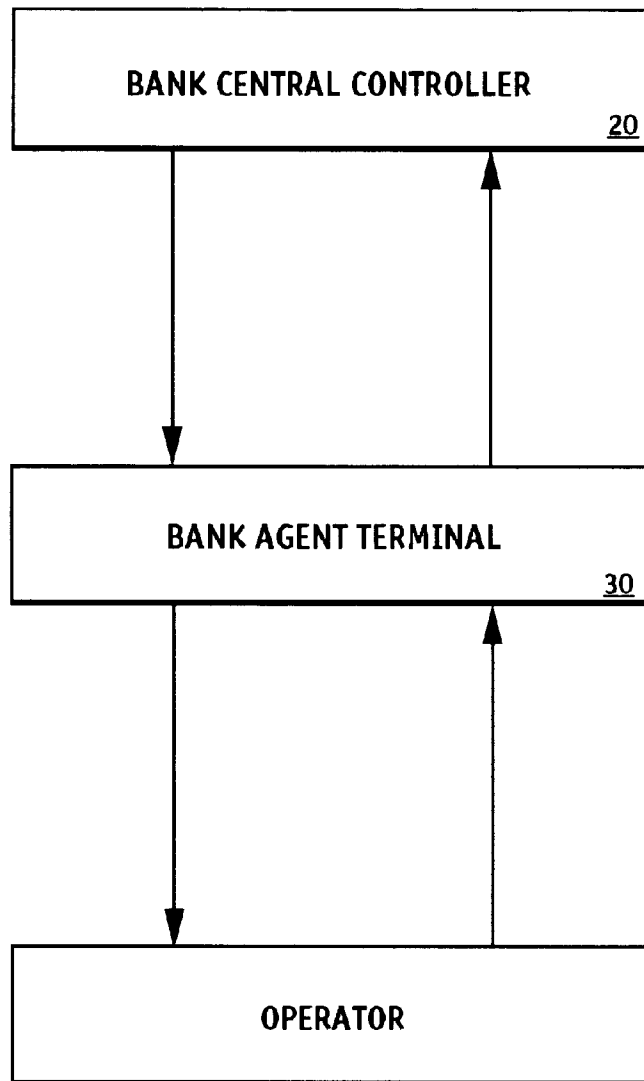 BANK CENTRAL CONTROLLER
20
BANK AGENT TERMINAL
30
OPERATOR